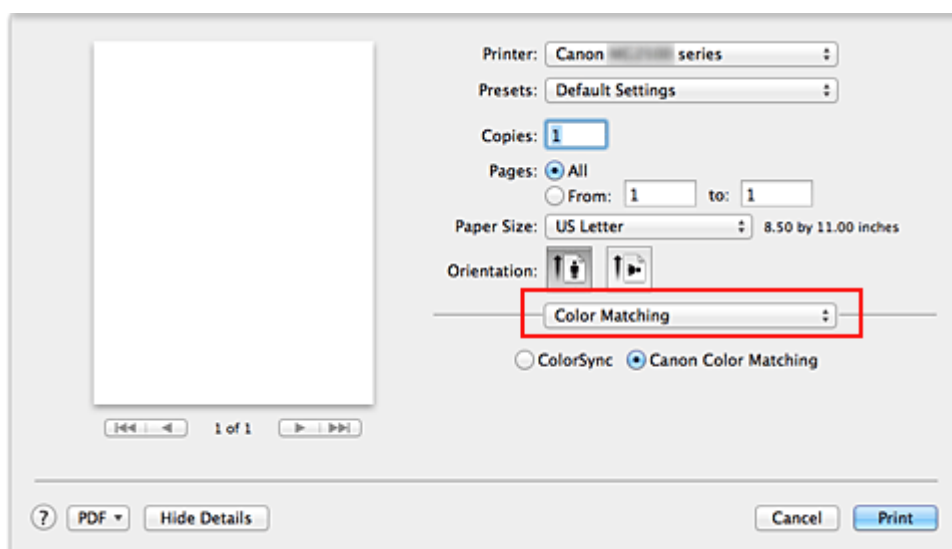 Printer: Canon series
Presets: Default Settings
Copies: 1
Pages: All
From: 1 to: 1
Paper Size: US Letter 8.50 by 11.00 inches
Orientation:
Color Matching
ColorSync Canon Color Matching
1 of 1
? PDF Hide Details Cancel Print